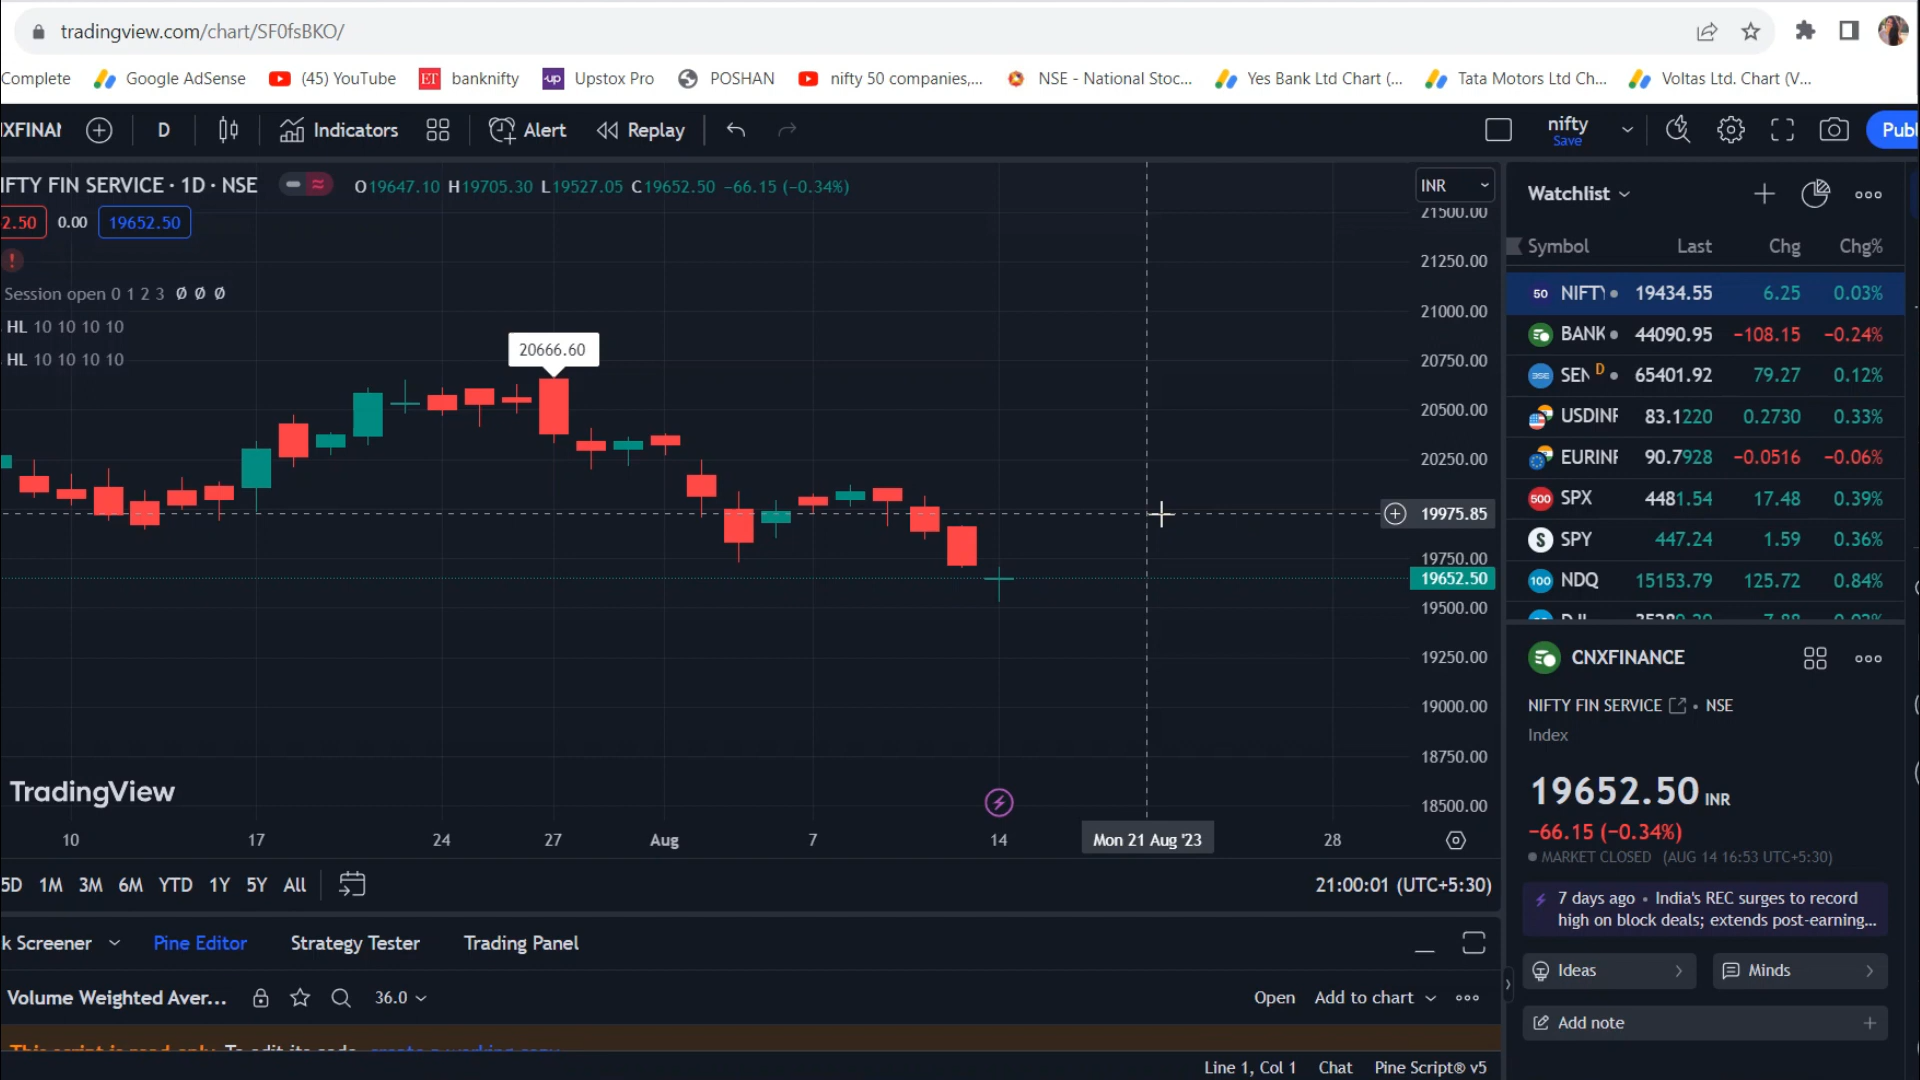 tradingview.com/chart/SF0fsBKO/
Complete Google AdSense (45) YouTube ET banknifty up Upstox Pro POSHAN nifty 50 companies,... NSE - National Stoc... Yes Bank Ltd Chart (... Tata Motors Ltd Ch... Voltas Ltd. Chart (V...
XFINAN D Indicators Alert Replay nifty Save Publ
IFTY FIN SERVICE · 1D · NSE O19647.10 H19705.30 L19527.05 C19652.50 −66.15 (−0.34%) INR
2.50 0.00 19652.50
Session open 0 1 2 3 Ø Ø Ø
HL 10 10 10 10
HL 10 10 10 10
20666.60
21500.00
21250.00
21000.00
20750.00
20500.00
20250.00
19975.85
19750.00
19652.50
19500.00
19250.00
19000.00
18750.00
18500.00
TradingView
10 17 24 27 Aug 7 14 Mon 21 Aug '23 28
5D 1M 3M 6M YTD 1Y 5Y All 21:00:01 (UTC+5:30)
k Screener Pine Editor Strategy Tester Trading Panel
Volume Weighted Aver... 36.0 Open Add to chart
This script is read-only. To edit its code, create a working copy.
Line 1, Col 1 Chat Pine Script® v5
Watchlist
Symbol Last Chg Chg%
50 NIFTY 19434.55 6.25 0.03%
BANK 44090.95 −108.15 −0.24%
BSE SEN D 65401.92 79.27 0.12%
USDINR 83.1220 0.2730 0.33%
EURINR 90.7928 −0.0516 −0.06%
500 SPX 4481.54 17.48 0.39%
S SPY 447.24 1.59 0.36%
100 NDQ 15153.79 125.72 0.84%
CNXFINANCE
NIFTY FIN SERVICE • NSE
Index
19652.50 INR
−66.15 (−0.34%)
MARKET CLOSED (AUG 14 16:53 UTC+5:30)
7 days ago • India's REC surges to record
high on block deals; extends post-earning...
Ideas Minds
Add note